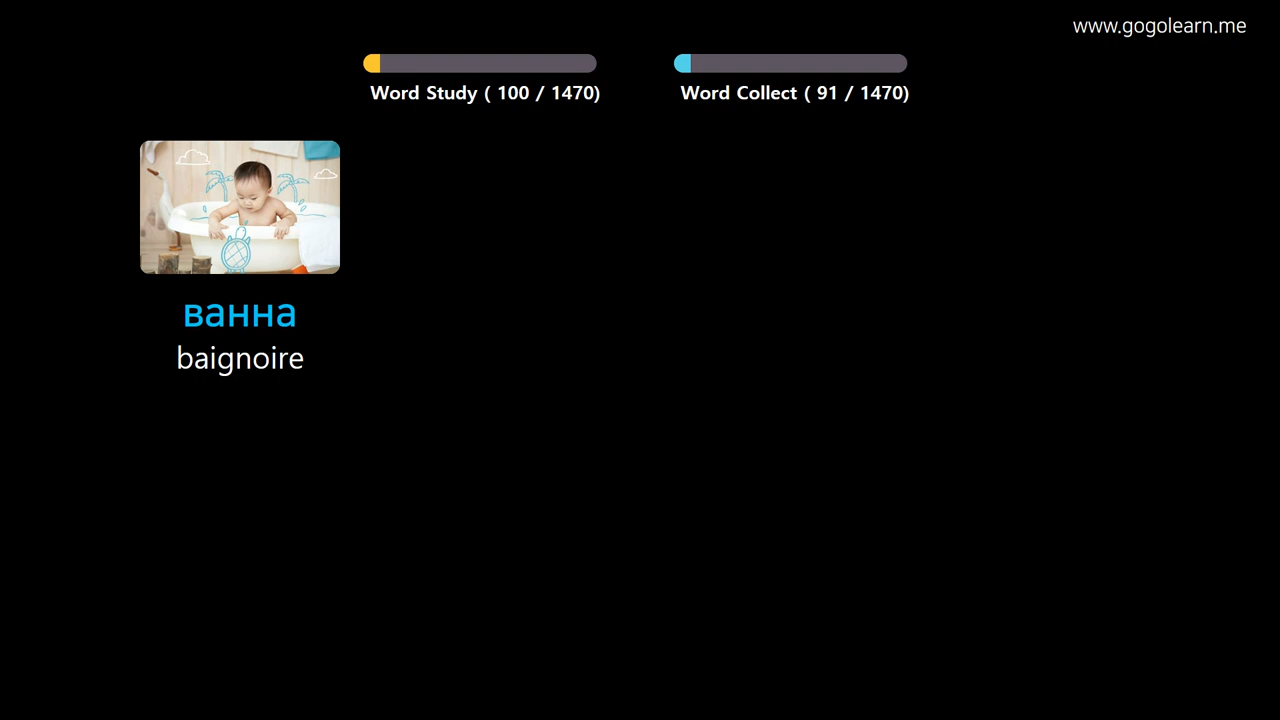 www.gogolearn.me
Word Study ( 100 / 1470)
Word Collect ( 91 / 1470)
ванна
baignoire